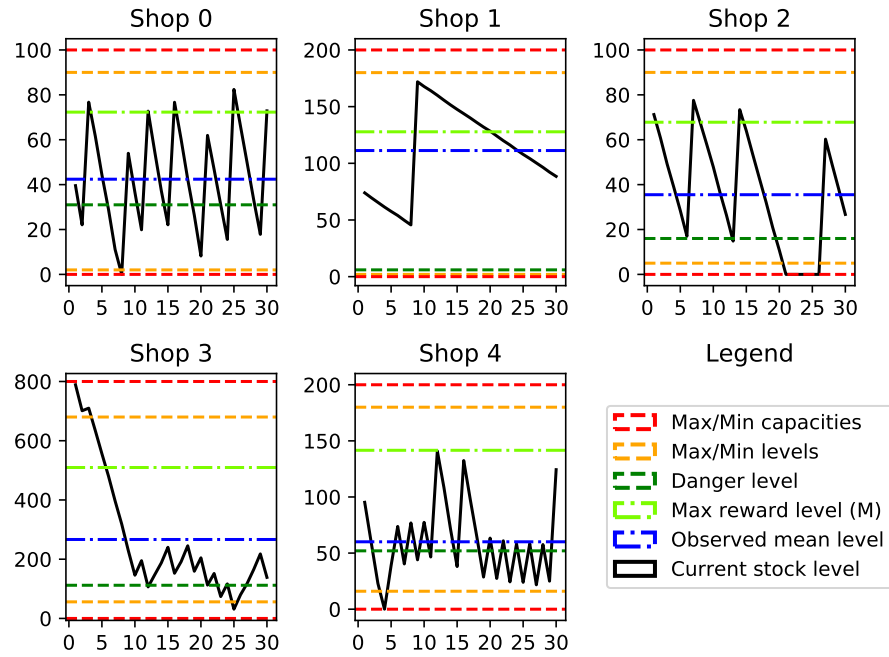 Shop 0
Shop 1
Shop 2
100
80
60
40
20
0
0 5 10 15 20 25 30
200
150
100
50
0
0 5 10 15 20 25 30
100
80
60
40
20
0
0 5 10 15 20 25 30
Shop 3
Shop 4
Legend
800
600
400
200
0
0 5 10 15 20 25 30
200
150
100
50
0
0 5 10 15 20 25 30
Max/Min capacities
Max/Min levels
Danger level
Max reward level (M)
Observed mean level
Current stock level